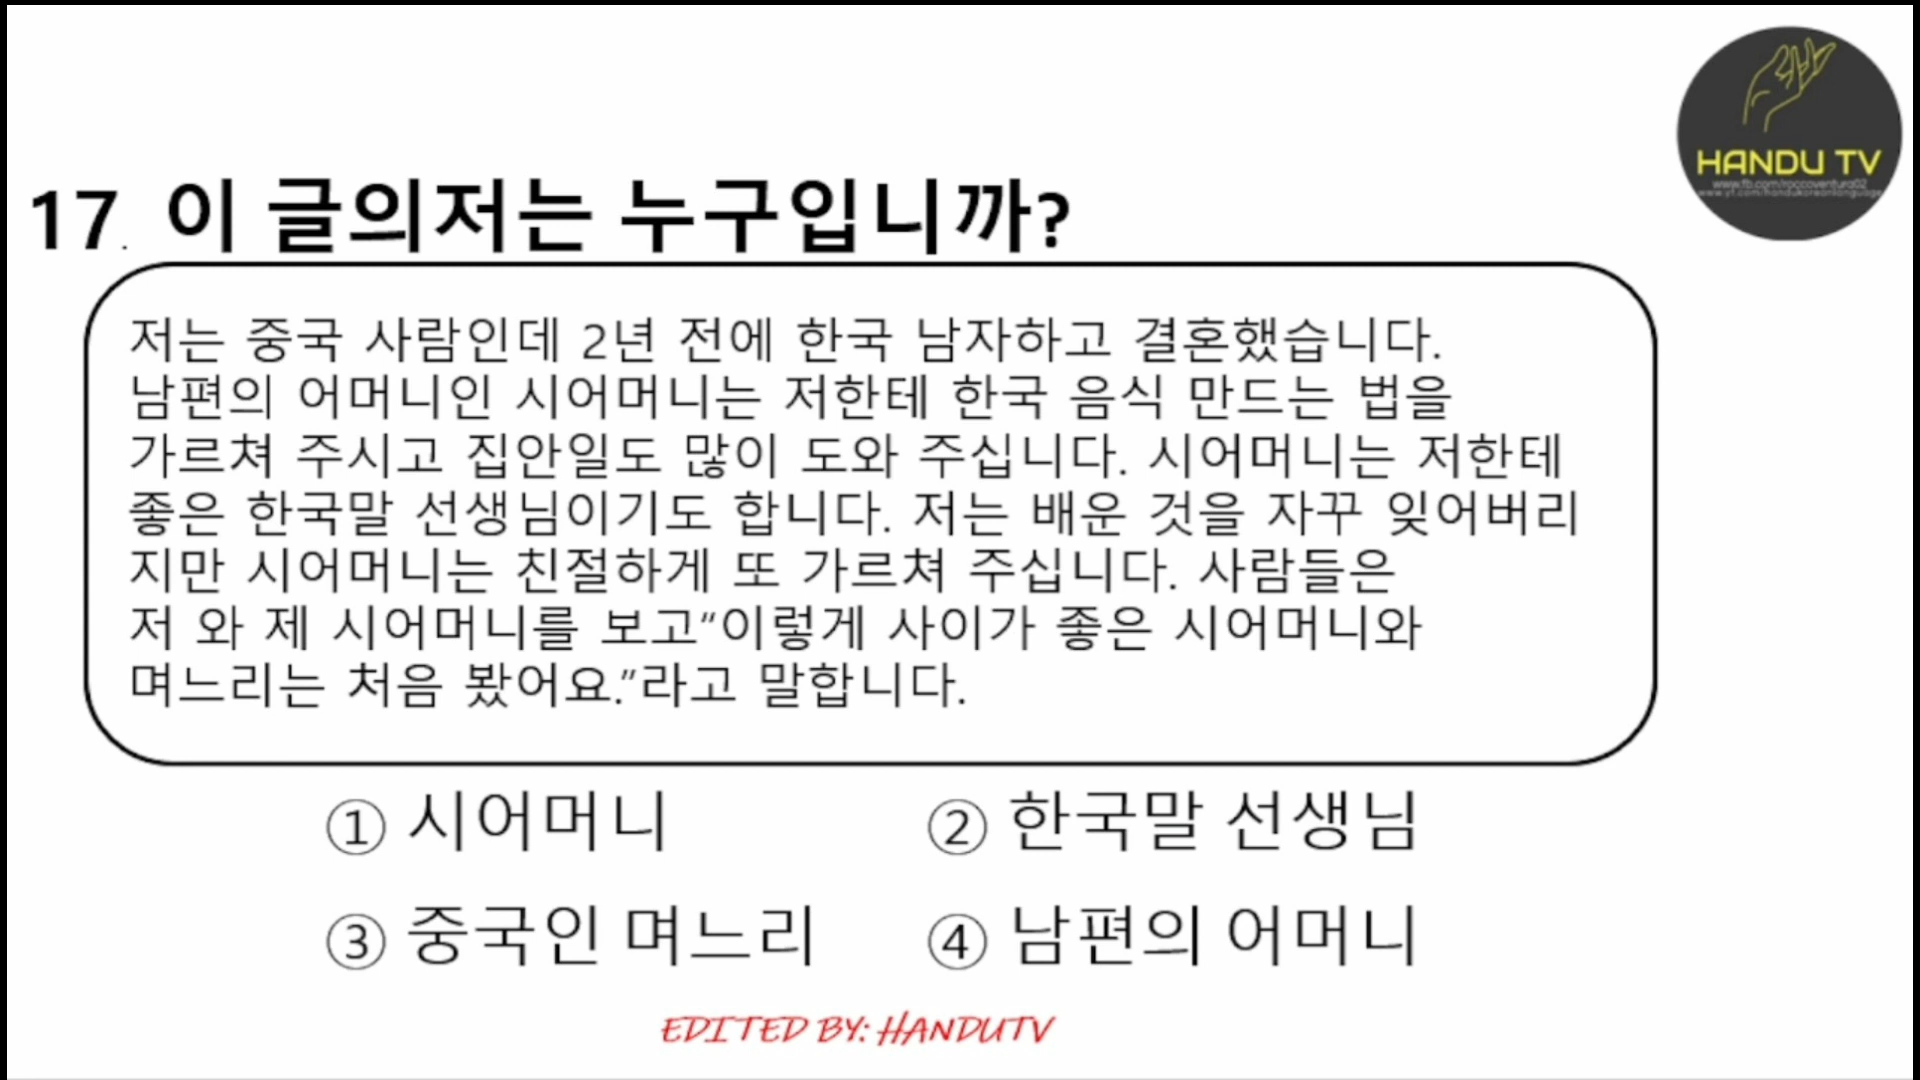 HANDU TV
www.fb.com/roccoventura02
17. 이 글의저는 누구입니까?
저는 중국 사람인데 2년 전에 한국 남자하고 결혼했습니다.
남편의 어머니인 시어머니는 저한테 한국 음식 만드는 법을
가르쳐 주시고 집안일도 많이 도와 주십니다. 시어머니는 저한테
좋은 한국말 선생님이기도 합니다. 저는 배운 것을 자꾸 잊어버리
지만 시어머니는 친절하게 또 가르쳐 주십니다. 사람들은
저 와 제 시어머니를 보고"이렇게 사이가 좋은 시어머니와
며느리는 처음 봤어요."라고 말합니다.
① 시어머니 ② 한국말 선생님
③ 중국인 며느리 ④ 남편의 어머니
EDITED BY: HANDUTV